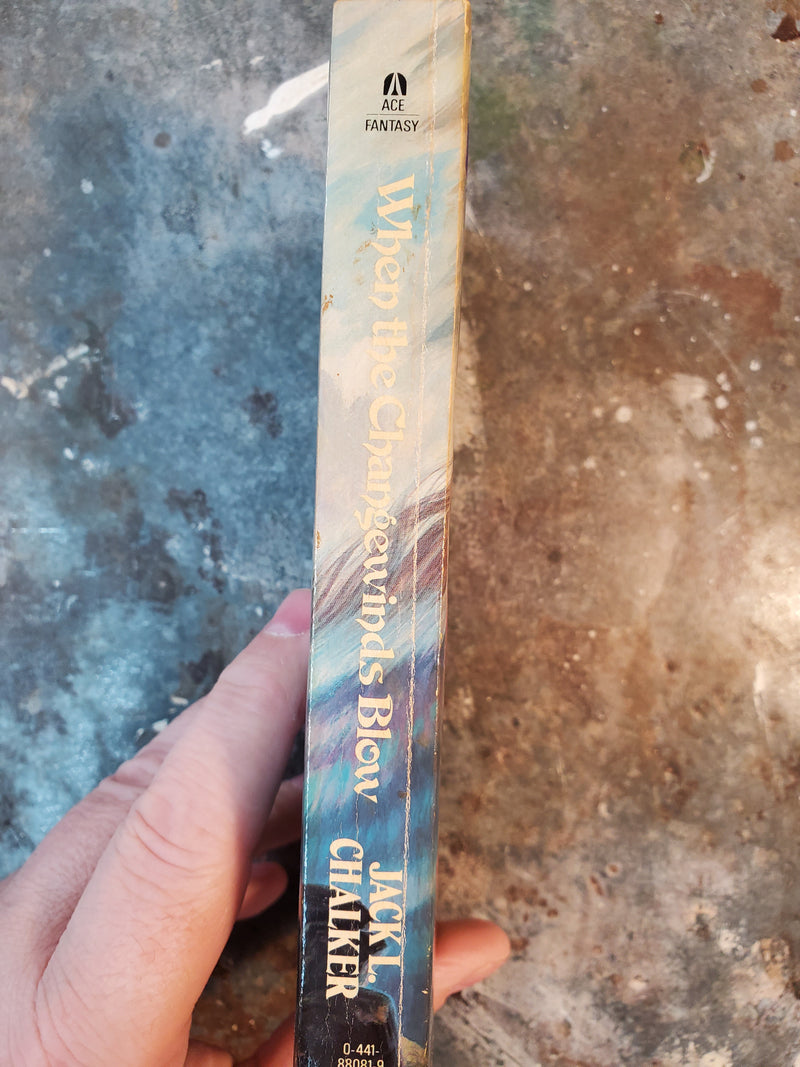 ACE
FANTASY
When the Changewinds Blow
JACK L.
CHALKER
0-441-
88081-9